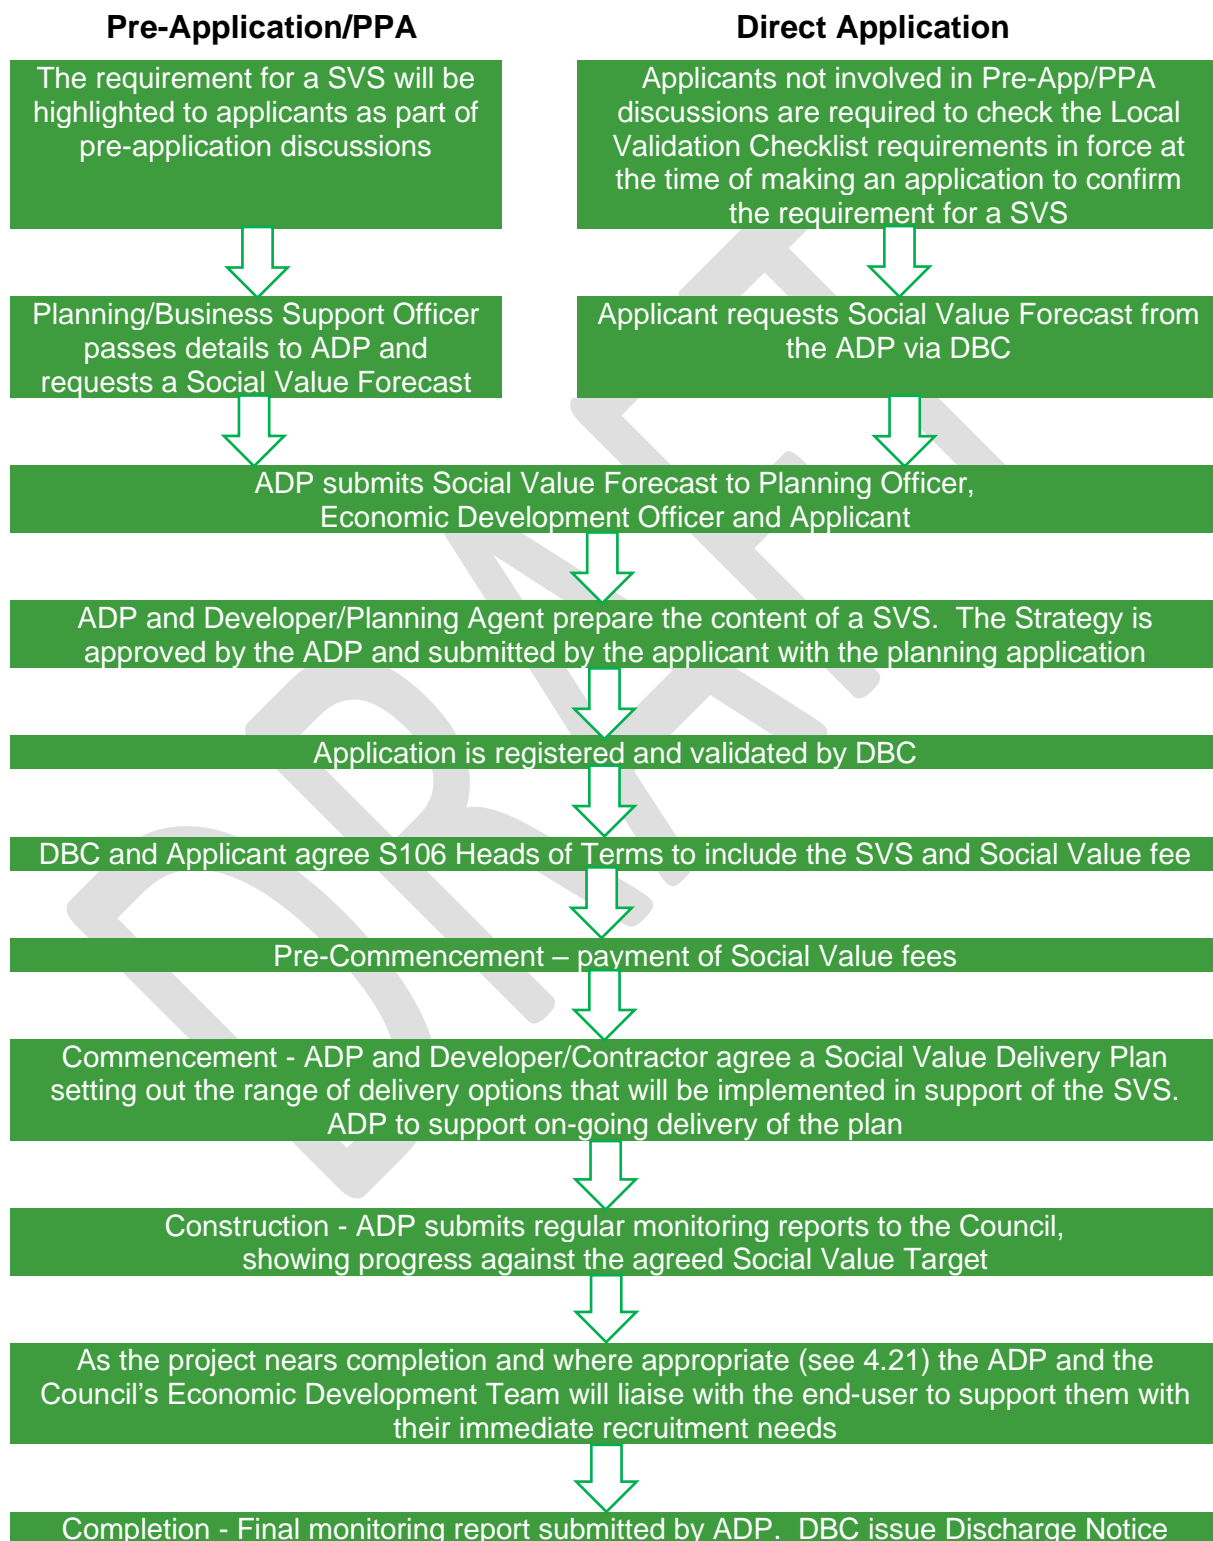 Pre-Application/PPA
Direct Application
The requirement for a SVS will be
highlighted to applicants as part of
pre-application discussions
Applicants not involved in Pre-App/PPA
discussions are required to check the Local
Validation Checklist requirements in force at
the time of making an application to confirm
the requirement for a SVS
Planning/Business Support Officer
passes details to ADP and
requests a Social Value Forecast
Applicant requests Social Value Forecast from
the ADP via DBC
ADP submits Social Value Forecast to Planning Officer,
Economic Development Officer and Applicant
ADP and Developer/Planning Agent prepare the content of a SVS.  The Strategy is
approved by the ADP and submitted by the applicant with the planning application
Application is registered and validated by DBC
DBC and Applicant agree S106 Heads of Terms to include the SVS and Social Value fee
Pre-Commencement – payment of Social Value fees
Commencement - ADP and Developer/Contractor agree a Social Value Delivery Plan
setting out the range of delivery options that will be implemented in support of the SVS.
ADP to support on-going delivery of the plan
Construction - ADP submits regular monitoring reports to the Council,
showing progress against the agreed Social Value Target
As the project nears completion and where appropriate (see 4.21) the ADP and the
Council's Economic Development Team will liaise with the end-user to support them with
their immediate recruitment needs
Completion - Final monitoring report submitted by ADP.  DBC issue Discharge Notice
DRAFT